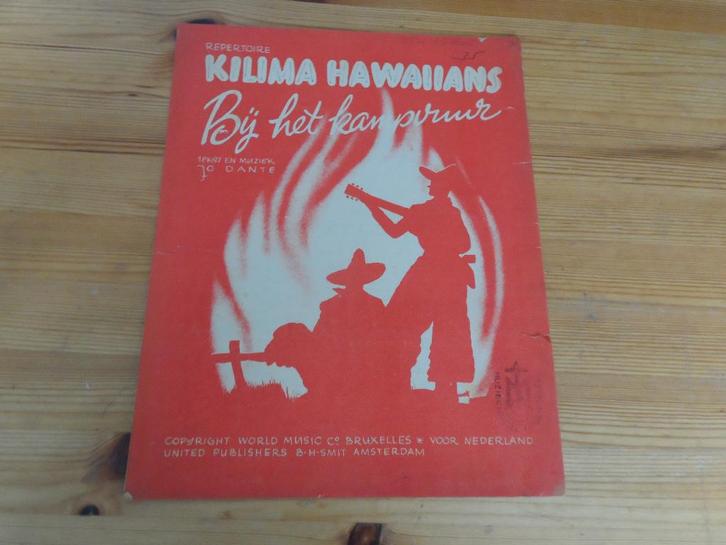 35
REPERTOIRE
KILIMA HAWAIIANS
Bij het kampvuur
TEKST EN MUZIEK
JO DANTE
COPYRIGHT WORLD MUSIC Cº BRUXELLES * VOOR NEDERLAND
UNITED PUBLISHERS B·H·SMIT AMSTERDAM